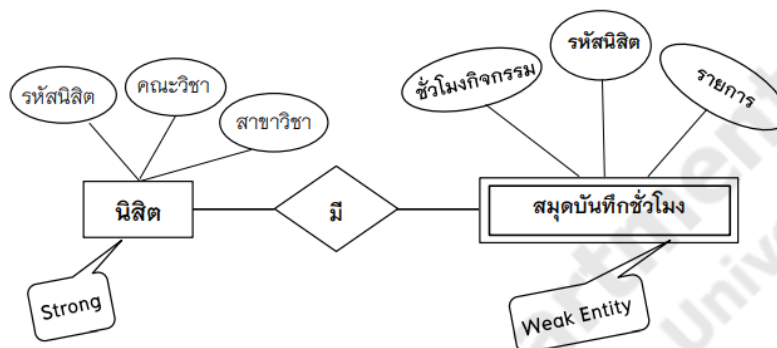 รหัสนิสิต
คณะวิชา
สาขาวิชา
ชั่วโมงกิจกรรม
รหัสนิสิต
รายการ
นิสิต
มี
สมุดบันทึกชั่วโมง
Strong
Weak Entity